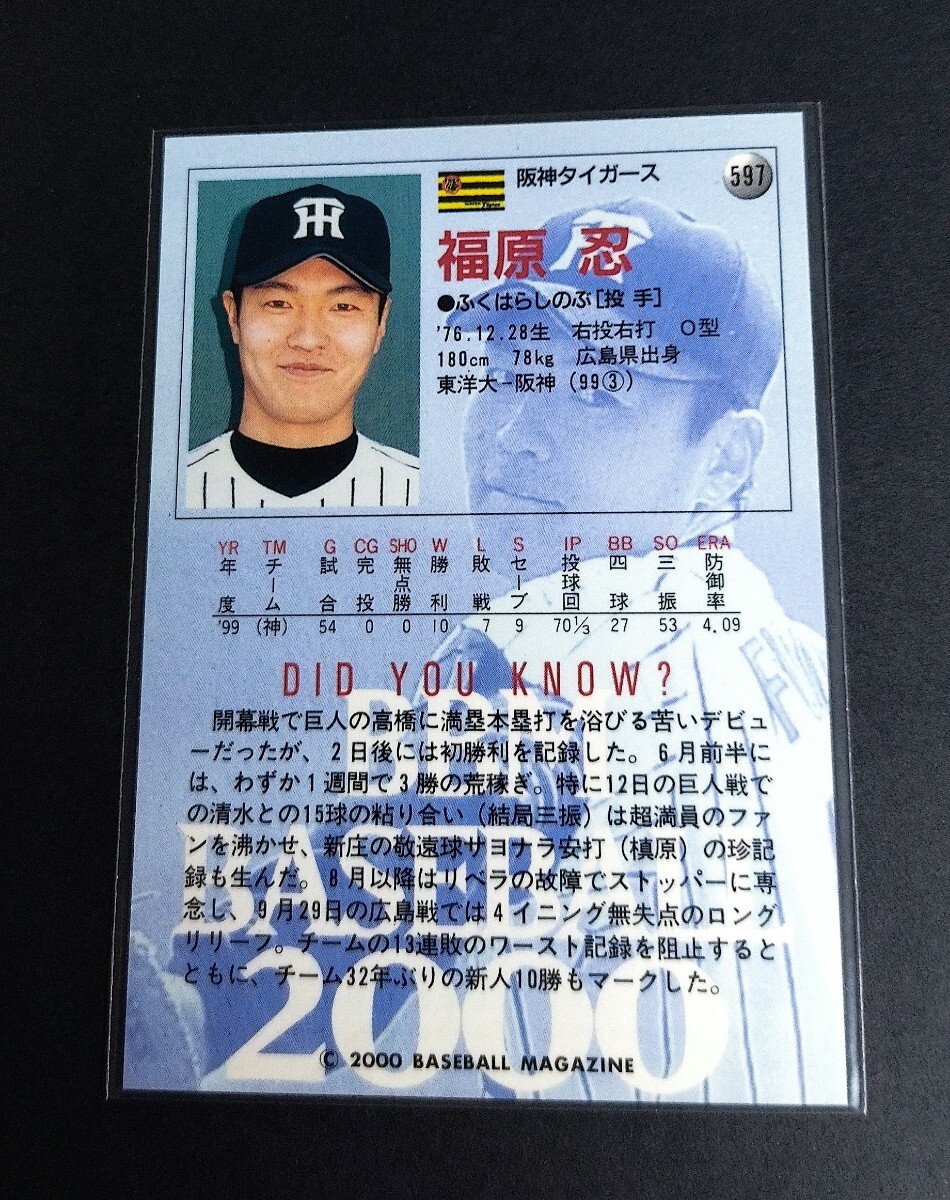 阪神タイガース
597
福原 忍
●ふくはらしのぶ[投 手]
'76.12.28生 右投右打 O型
180cm 78kg 広島県出身
東洋大-阪神(99③)
YR TM G CG SHO W L S IP BB SO ERA
年度 チーム 試合 完投 無点勝 勝利 敗戦 セーブ 投球回 四球 三振 防御率
'99 (神) 54 0 0 10 7 9 70⅓ 27 53 4.09
DID YOU KNOW?
開幕戦で巨人の高橋に満塁本塁打を浴びる苦いデビュ
ーだったが、2日後には初勝利を記録した。6月前半に
は、わずか1週間で3勝の荒稼ぎ。特に12日の巨人戦で
の清水との15球の粘り合い(結局三振)は超満員のファ
ンを沸かせ、新庄の敬遠球サヨナラ安打(槙原)の珍記
録も生んだ。8月以降はリベラの故障でストッパーに専
念し、9月29日の広島戦では4イニング無失点のロング
リリーフ。チームの13連敗のワースト記録を阻止すると
ともに、チーム32年ぶりの新人10勝もマークした。
BBM
BASEBALL
2000
© 2000 BASEBALL MAGAZINE